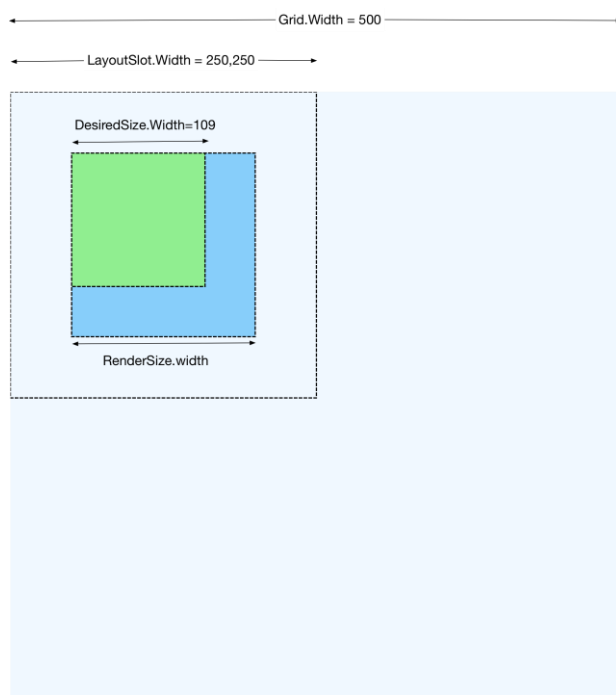 Grid.Width = 500
LayoutSlot.Width = 250,250
DesiredSize.Width=109
RenderSize.width